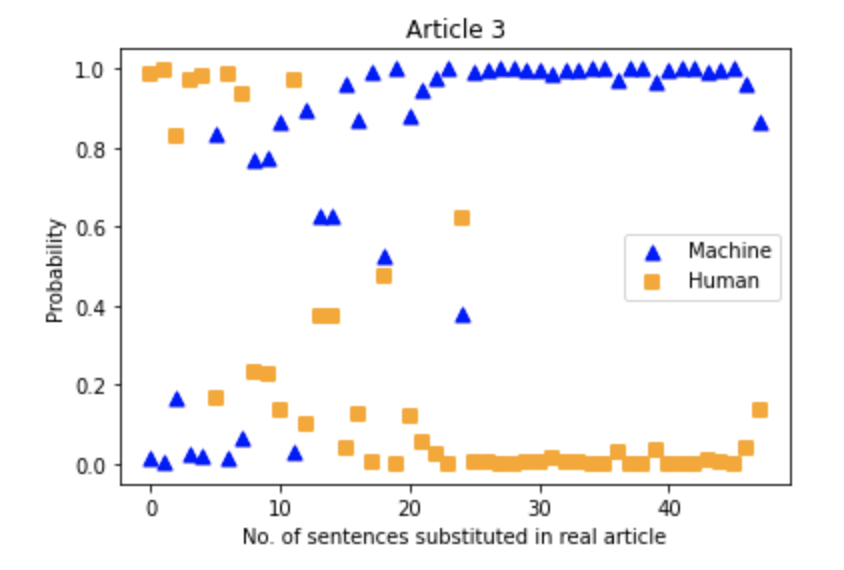 Article 3
1.0
0.8
0.6
0.4
0.2
0.0
Probability
Machine
Human
0 10 20 30 40
No. of sentences substituted in real article